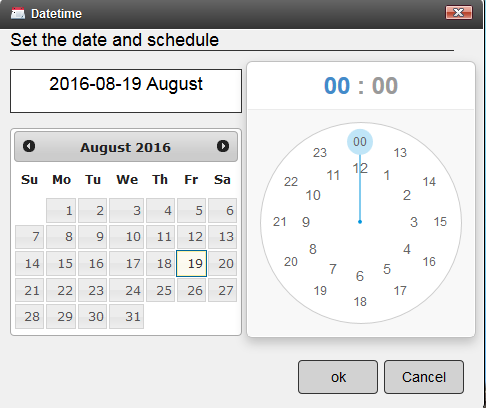 Datetime
Set the date and schedule
2016-08-19 August
August 2016
Su Mo Tu We Th Fr Sa
1 2 3 4 5 6
7 8 9 10 11 12 13
14 15 16 17 18 19 20
21 22 23 24 25 26 27
28 29 30 31
00 : 00
00
23 13
12
11 1
22 14
10 2
21 9 3 15
8 4
20 16
7 5
6
19 17
18
ok Cancel